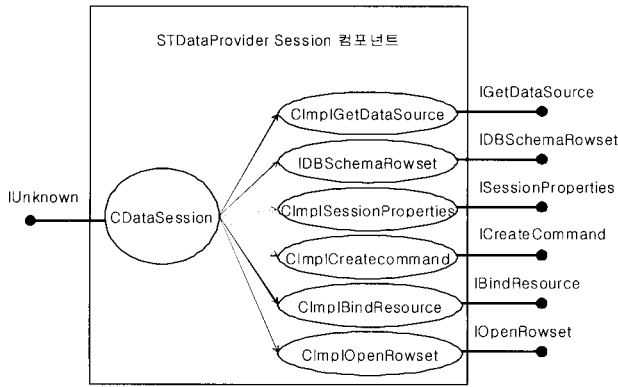 STDataProvider Session 컴포넌트
IGetDataSource
CImplGetDataSource
IDBSchemaRowset
IDBSchemaRowset
IUnknown
CDataSession
ISessionProperties
CImplSessionProperties
ICreateCommand
CImplCreatecommand
IBindResource
CImplBindResource
IOpenRowset
CImplOpenRowset